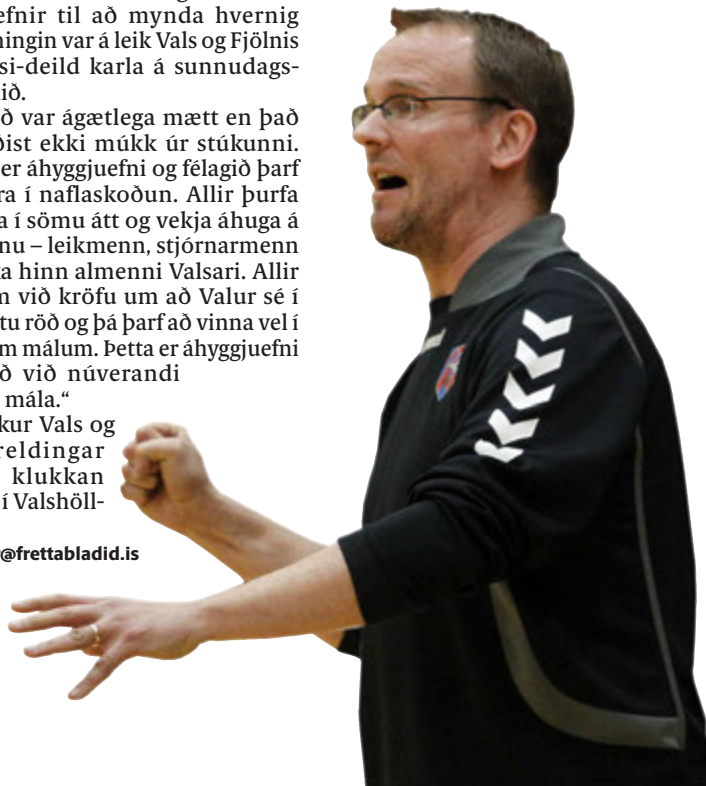 efnir til að mynda hvernig
ningin var á leik Vals og Fjölnis
si-deild karla á sunnudags-
ið.
ð var ágætlega mætt en það
ðist ekki múkk úr stúkunni.
er áhyggjuefni og félagið þarf
ra í naflaskoðun. Allir þurfa
a í sömu átt og vekja áhuga á
nu – leikmenn, stjórnarmenn
ka hinn almenni Valsari. Allir
m við kröfu um að Valur sé í
tu röð og þá þarf að vinna vel í
m málum. Þetta er áhyggjuefni
ð við núverandi
mála.“
kur Vals og
reldingar
klukkan
í Valshöll-
@frettabladid.is